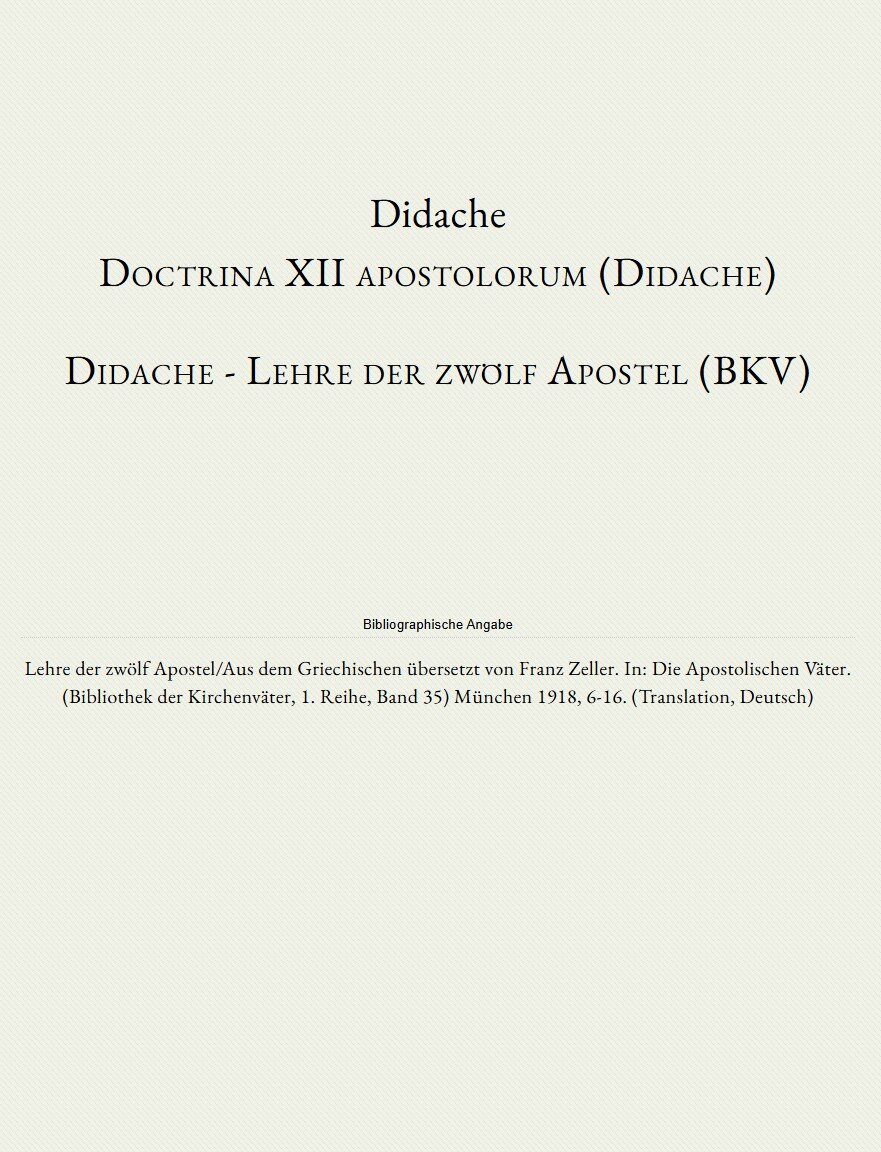 Didache
Doctrina XII apostolorum (Didache)
Didache - Lehre der zwölf Apostel (BKV)
Bibliographische Angabe
Lehre der zwölf Apostel/Aus dem Griechischen übersetzt von Franz Zeller. In: Die Apostolischen Väter.
(Bibliothek der Kirchenväter, 1. Reihe, Band 35) München 1918, 6-16. (Translation, Deutsch)